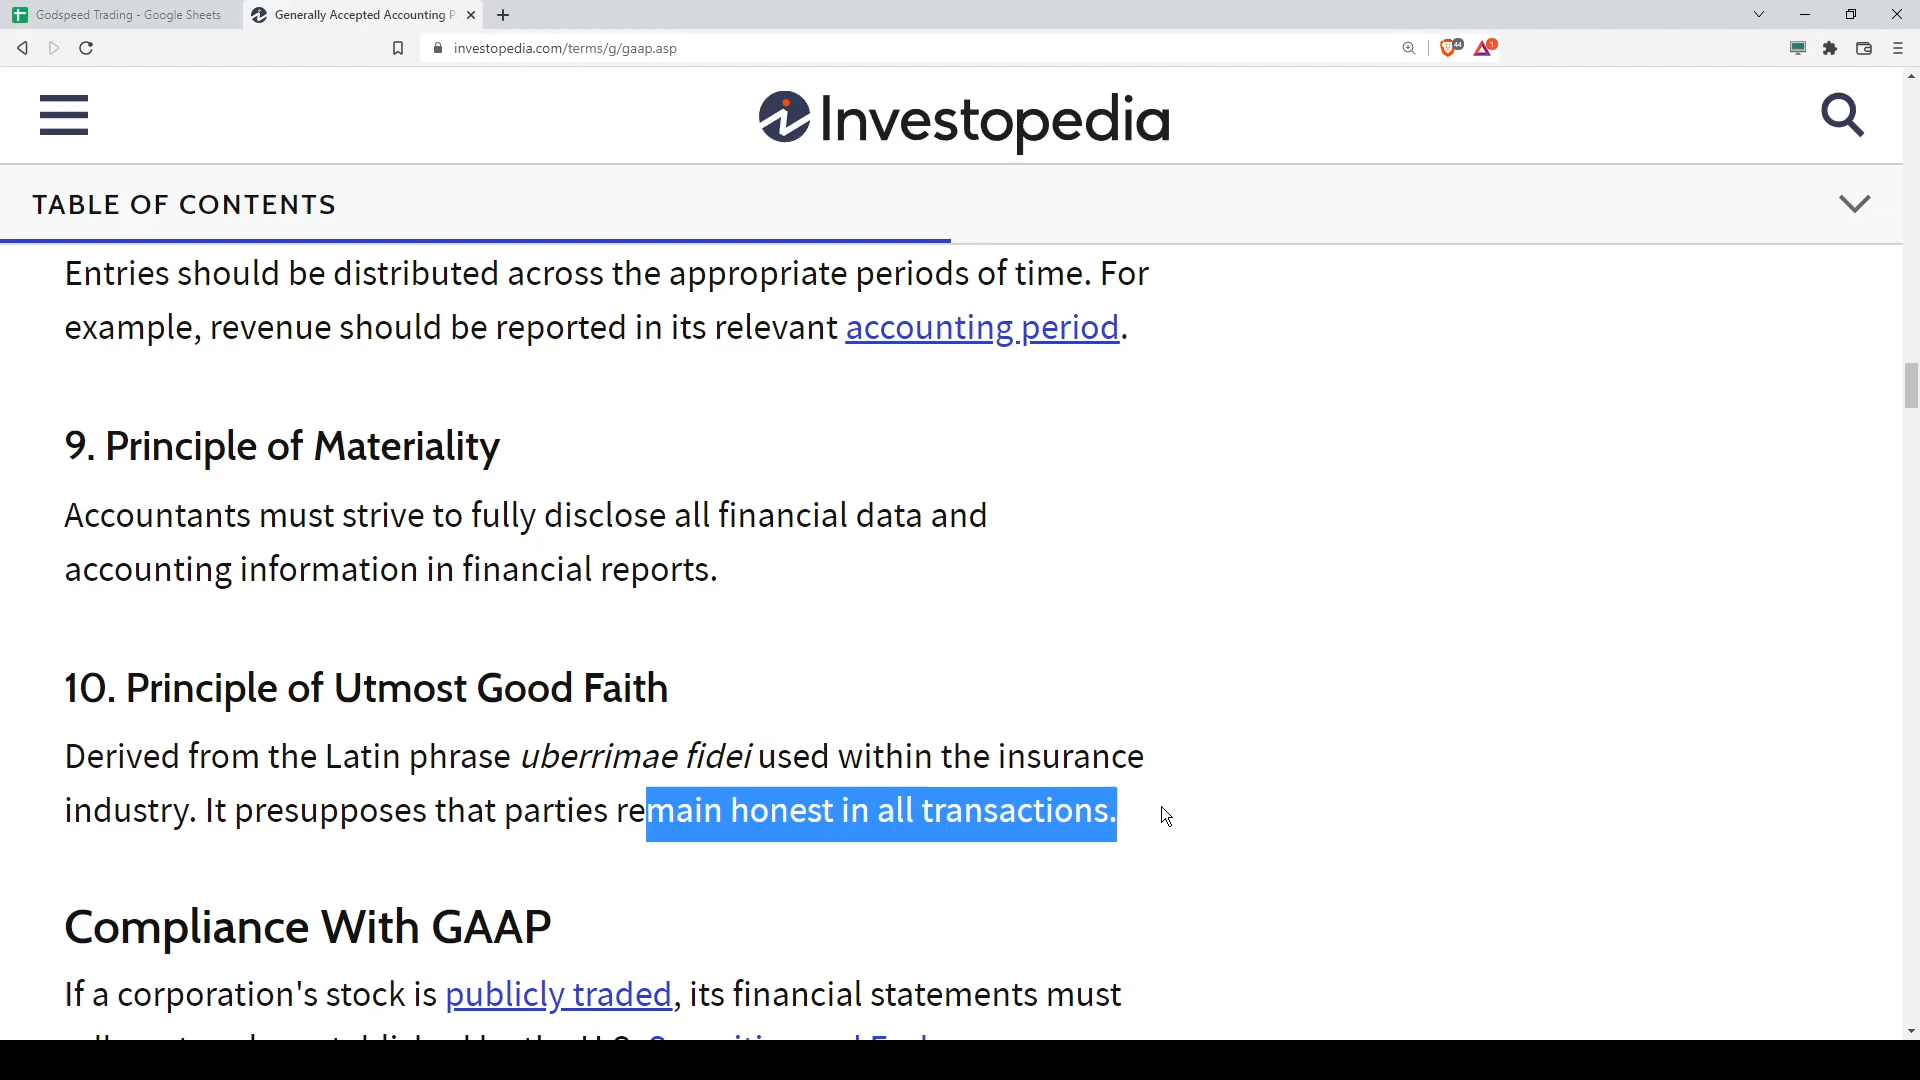 Godspeed Trading - Google Sheets
Generally Accepted Accounting P
investopedia.com/terms/g/gaap.asp
44
1
Investopedia
TABLE OF CONTENTS
Entries should be distributed across the appropriate periods of time. For
example, revenue should be reported in its relevant accounting period.
9. Principle of Materiality
Accountants must strive to fully disclose all financial data and
accounting information in financial reports.
10. Principle of Utmost Good Faith
Derived from the Latin phrase uberrimae fidei used within the insurance
industry. It presupposes that parties remain honest in all transactions.
Compliance With GAAP
If a corporation's stock is publicly traded, its financial statements must